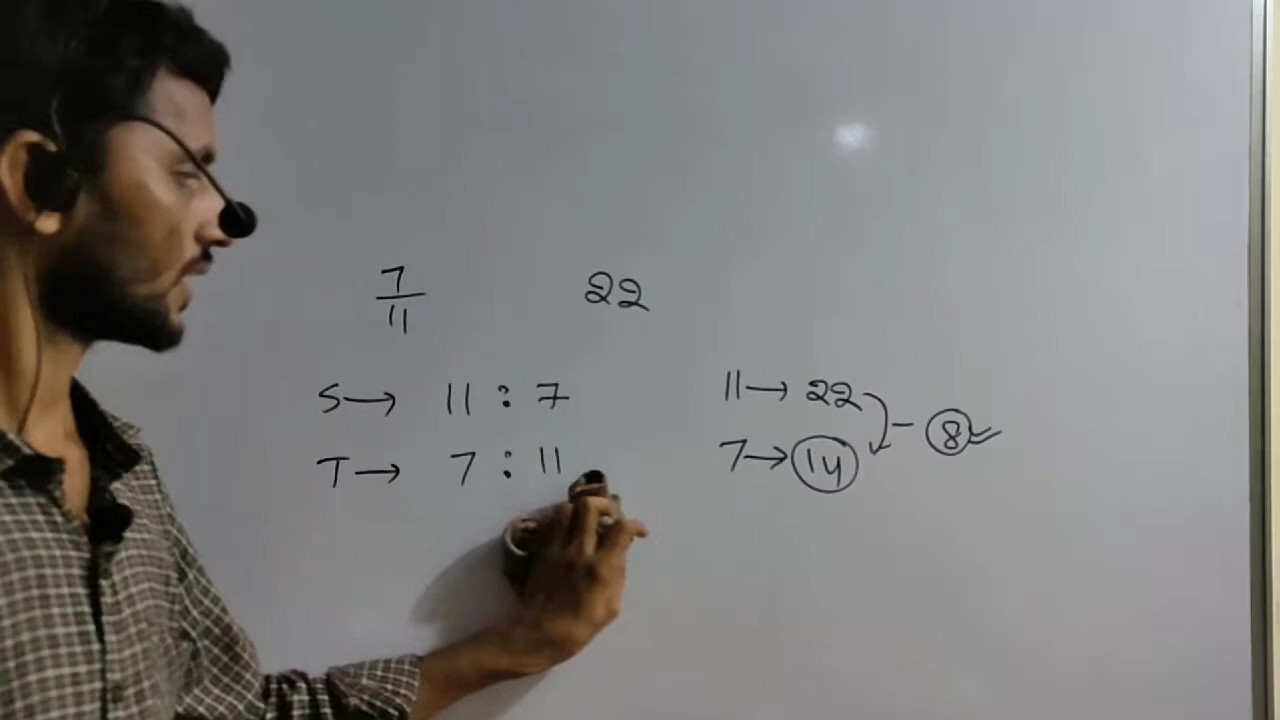 7/11 22
S → 11 : 7
T → 7 : 11
11 → 22
7 → 14
- 8